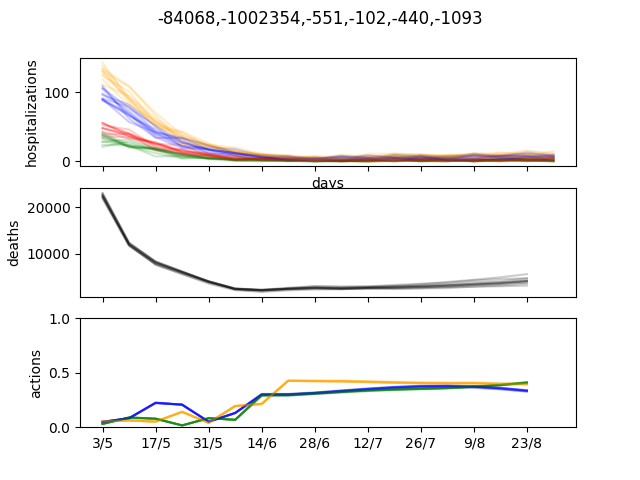 -84068,-1002354,-551,-102,-440,-1093
hospitalizations
100
0
days
deaths
20000
10000
actions
1.0
0.5
0.0
3/5 17/5 31/5 14/6 28/6 12/7 26/7 9/8 23/8